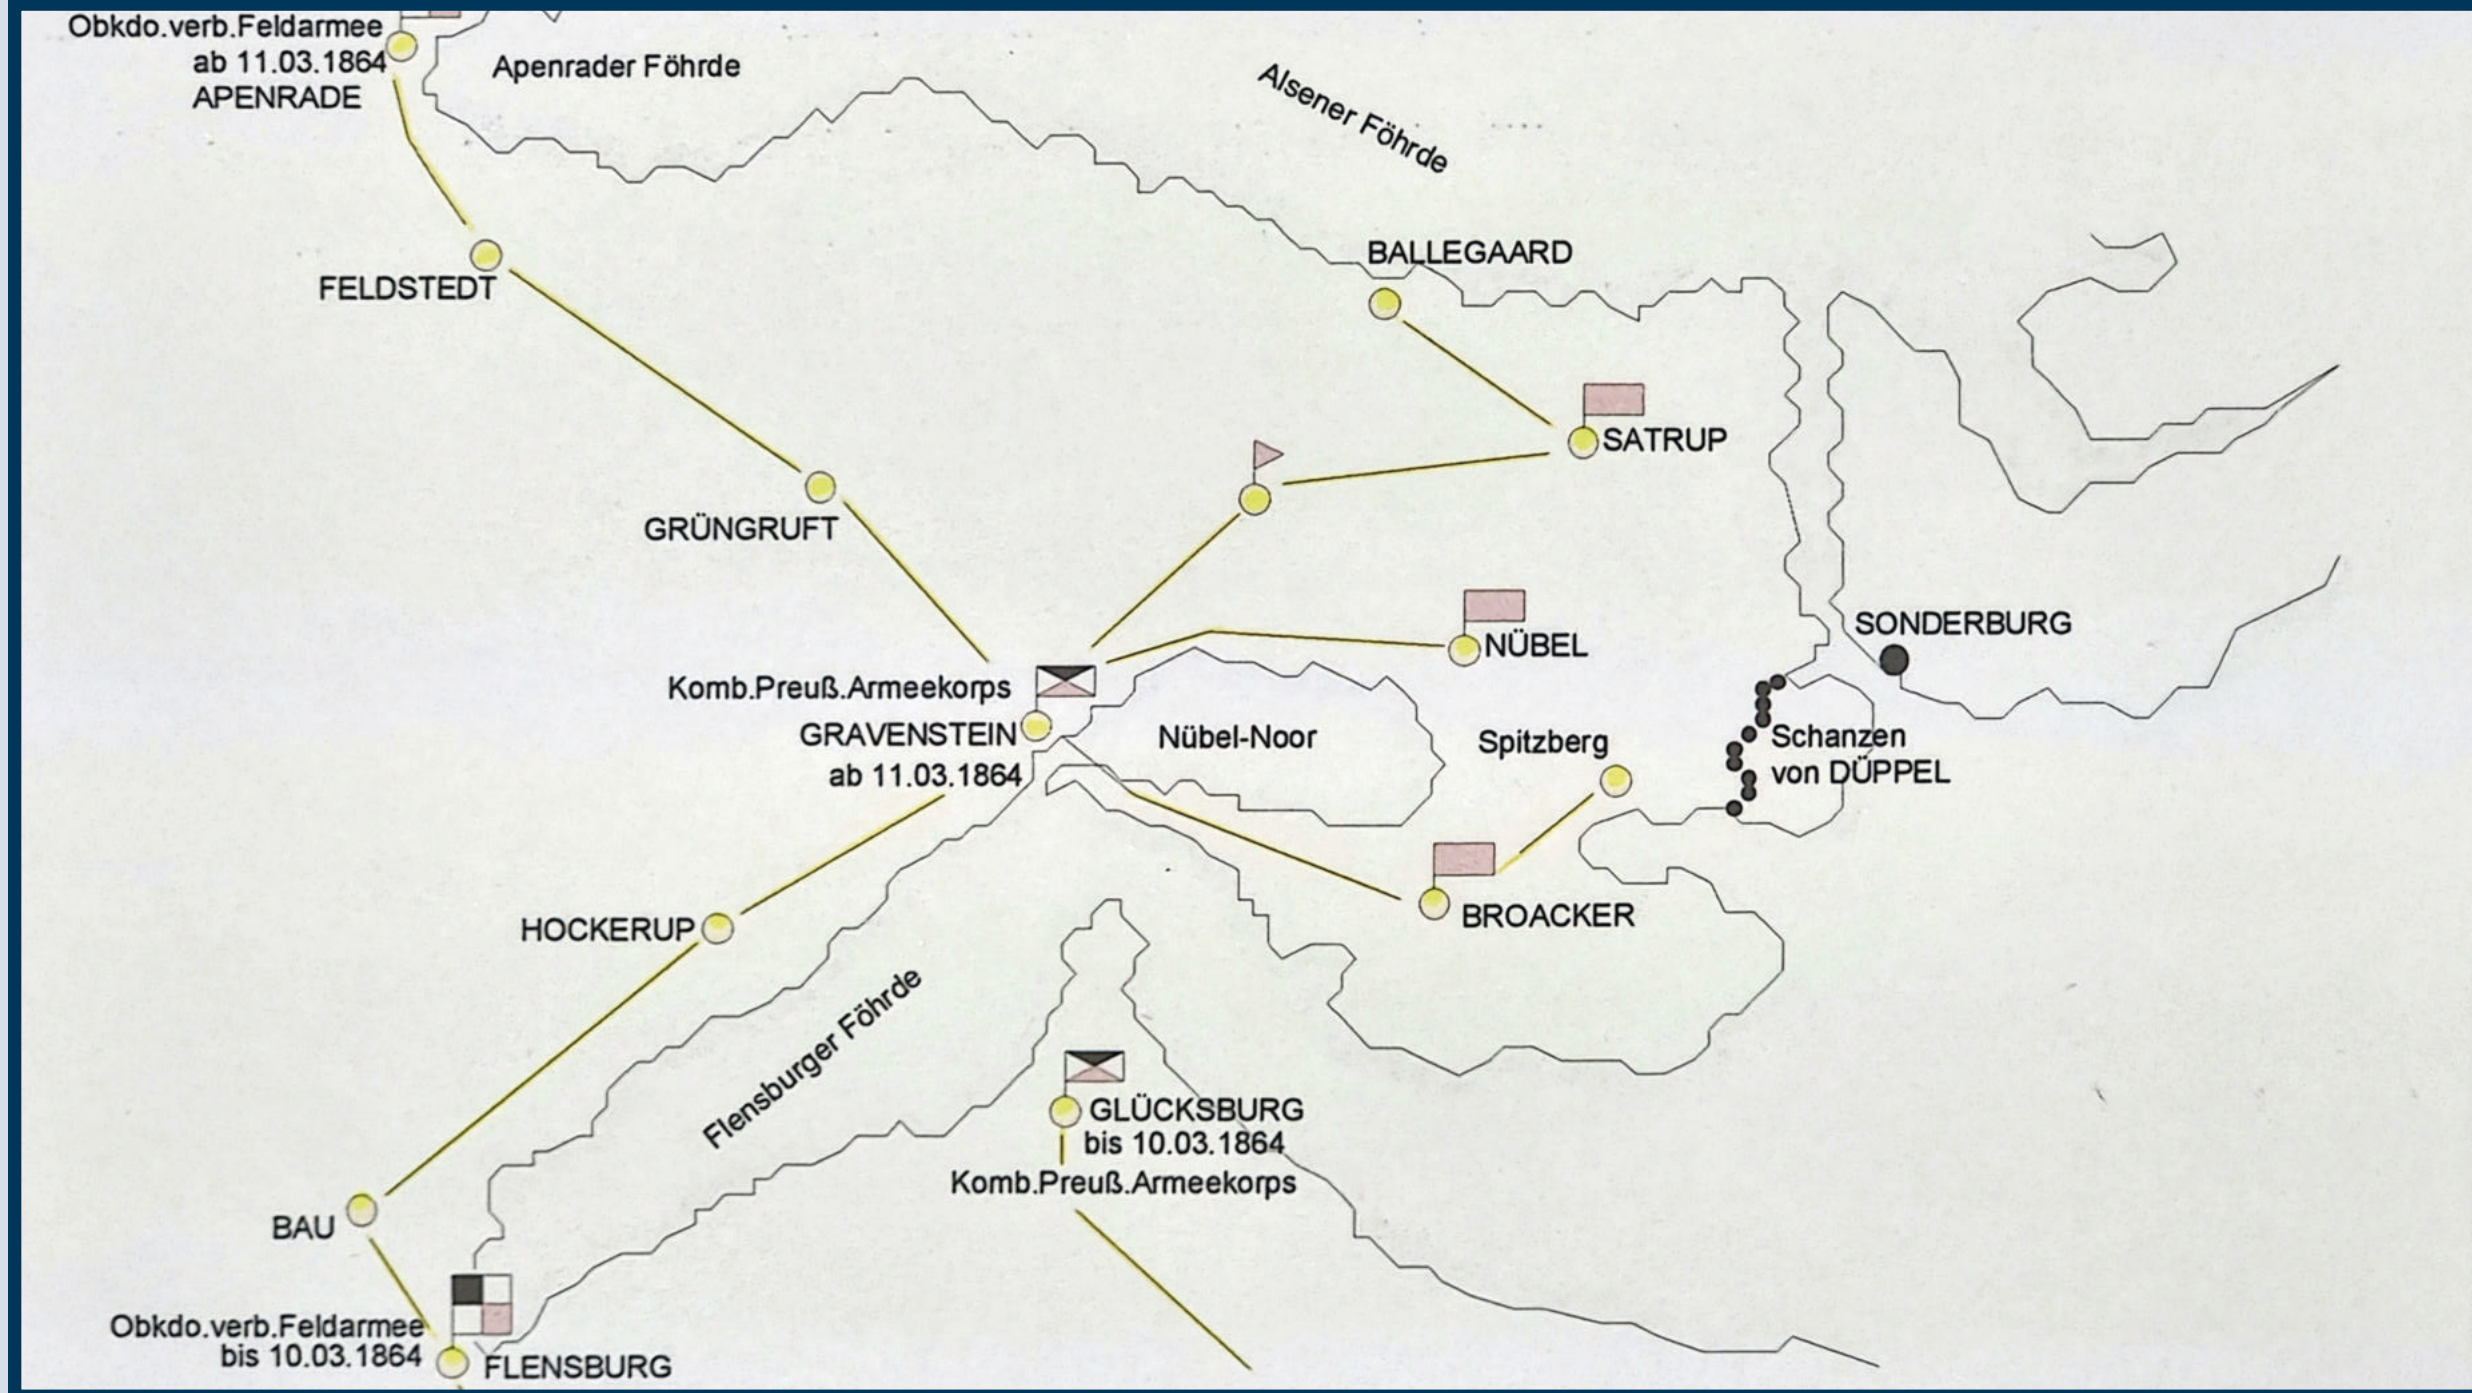 Obkdo.verb.Feldarmee
ab 11.03.1864
APENRADE
Apenrader Föhrde
Alsener Föhrde
FELDSTEDT
BALLEGAARD
SATRUP
GRÜNGRUFT
SONDERBURG
NÜBEL
Komb.Preuß.Armeekorps
GRAVENSTEIN
ab 11.03.1864
Nübel-Noor
Spitzberg
Schanzen
von DÜPPEL
HOCKERUP
BROACKER
Flensburger Föhrde
GLÜCKSBURG
bis 10.03.1864
Komb.Preuß.Armeekorps
BAU
Obkdo.verb.Feldarmee
bis 10.03.1864
FLENSBURG